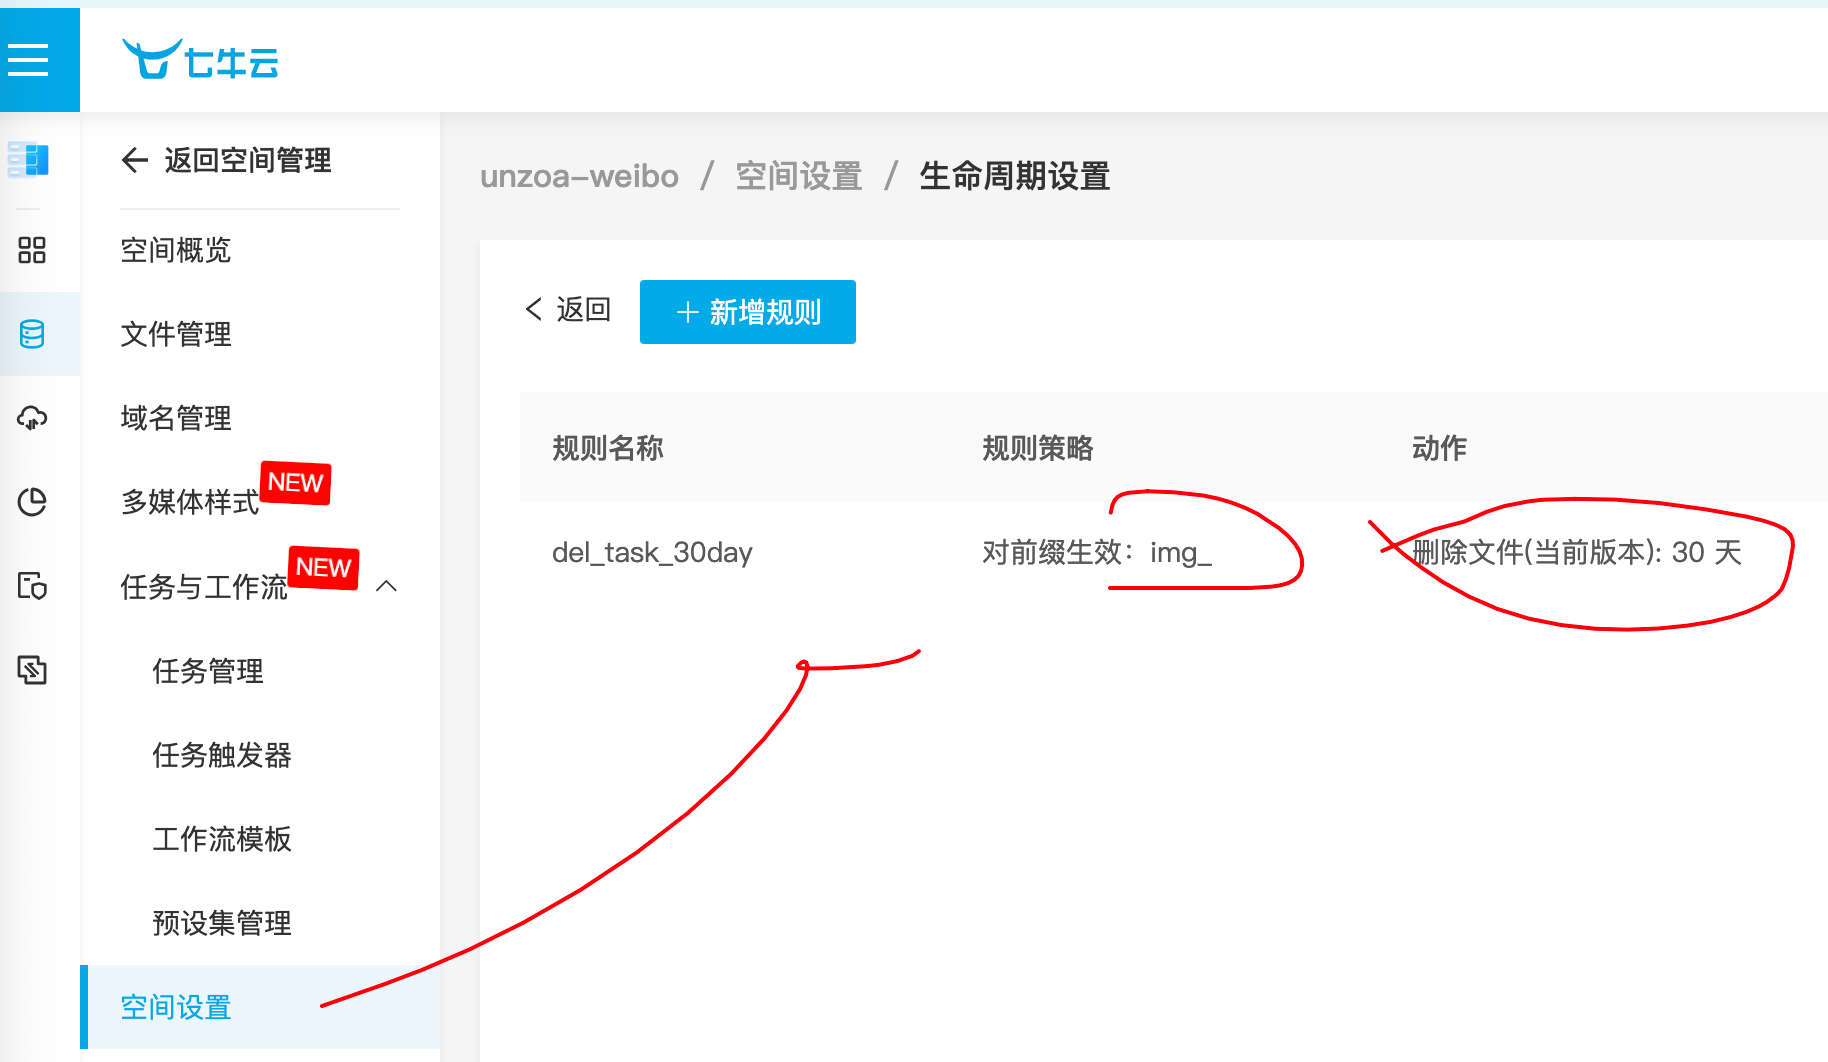 七牛云
返回空间管理
空间概览
文件管理
域名管理
多媒体样式 NEW
任务与工作流 NEW
任务管理
任务触发器
工作流模板
预设集管理
空间设置
unzoa-weibo / 空间设置 / 生命周期设置
返回 + 新增规则
规则名称 规则策略 动作
del_task_30day 对前缀生效：img_ 删除文件(当前版本): 30 天